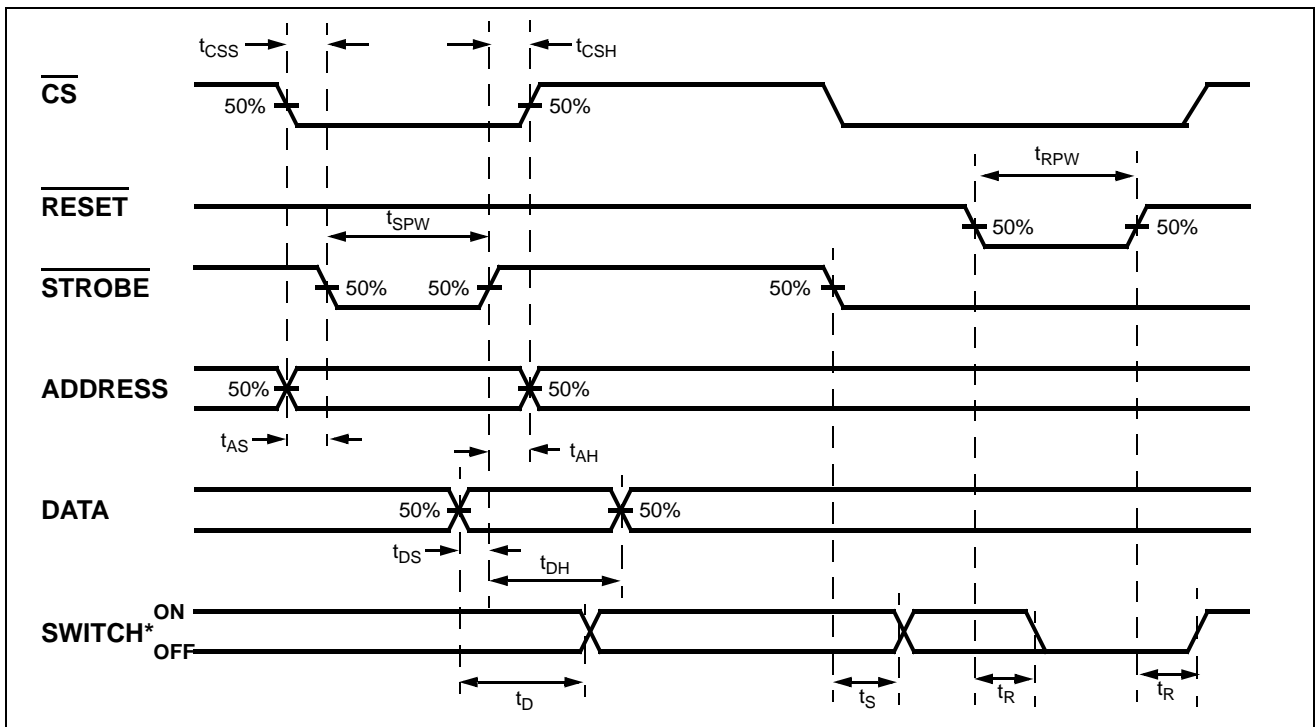 tCSS
tCSH
CS
50%
50%
tRPW
RESET
tSPW
50%
50%
STROBE
50%
50%
50%
ADDRESS
50%
50%
tAS
tAH
DATA
50%
50%
tDS
tDH
ON
SWITCH*
OFF
tD
tS
tR
tR